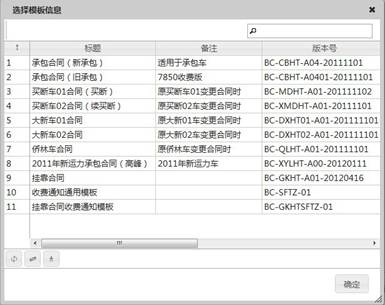 选择模板信息
标题 备注 版本号
1 承包合同（新承包） 适用于承包车 BC-CBHT-A04-20111101
2 承包合同（旧承包） 7850收费版 BC-CBHT-A0401-20111101
3 买断车01合同（买断） 原买断车01变更合同时 BC-MDHT-A01-201111102
4 买断车02合同（续买断） 原买断车02变更合同时 BC-XMDHT-A01-20111101
5 大新车01合同 原大新01车变更合同时 BC-DXHT01-A01-201111101
6 大新车02合同 原大新02车变更合同时 BC-DXHT02-A01-201111101
7 侨林车合同 原侨林车变更合同时 BC-QLHT-A01-201111101
8 2011年新运力承包合同（高峰） 2011年新运力车 BC-XYLHT-A00-20120111
9 挂靠合同 BC-GKHT-A01-20120416
10 收费通知通用模板 BC-SFTZ-01
11 挂靠合同收费通知模板 BC-GKHTSFTZ-01
确定